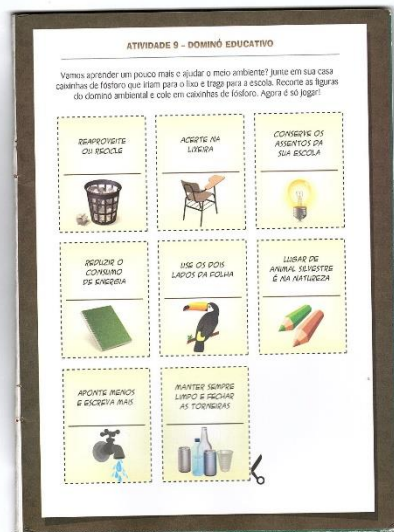 ATIVIDADE 9 - DOMINÓ EDUCATIVO
Vamos aprender um pouco mais e ajudar o meio ambiente? Junte em sua casa
caixinhas de fósforo que iriam para o lixo e traga para a escola. Recorte as figuras
do dominó ambiental e cole em caixinhas de fósforo. Agora é só jogar!
REAPROVEITE
OU RECICLE
ACERTE NA
LIXEIRA
CONSERVE OS
ASSENTOS DA
SUA ESCOLA
REDUZIR O
CONSUMO
DE ENERGIA
USE OS DOIS
LADOS DA FOLHA
LUGAR DE
ANIMAL SILVESTRE
É NA NATUREZA
APONTE MENOS
E ESCREVA MAIS
MANTER SEMPRE
LIMPO E FECHAR
AS TORNEIRAS